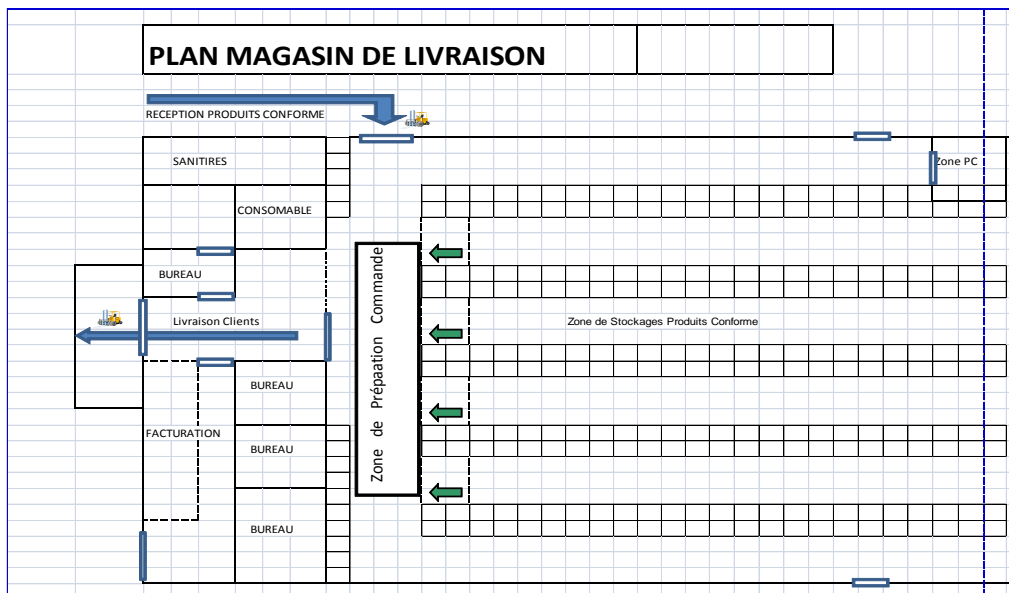 PLAN MAGASIN DE LIVRAISON
RECEPTION PRODUITS CONFORME
SANITIRES
Zone PC
CONSOMABLE
BUREAU
Livraison Clients
Zone de Stockages Produits Conforme
Zone de Prépaation Commande
BUREAU
FACTURATION
BUREAU
BUREAU